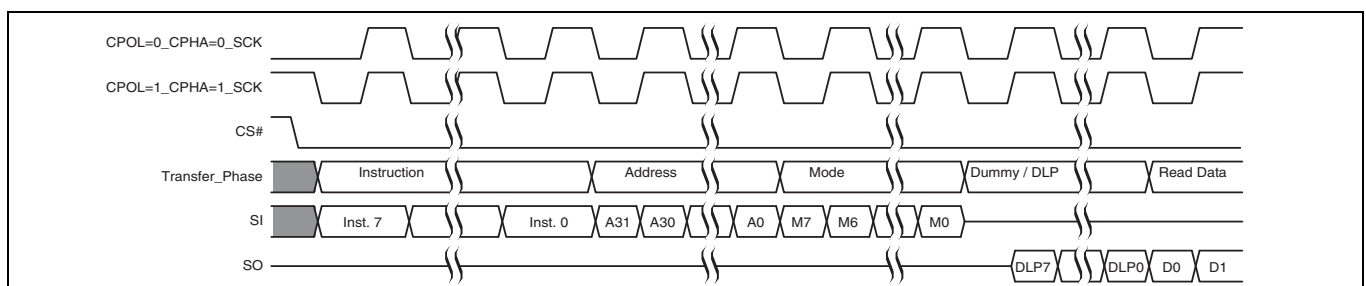 CPOL=0_CPHA=0_SCK
CPOL=1_CPHA=1_SCK
CS#
Transfer_Phase Instruction Address Mode Dummy / DLP Read Data
SI Inst. 7 Inst. 0 A31 A30 A0 M7 M6 M0
SO DLP7 DLP0 D0 D1